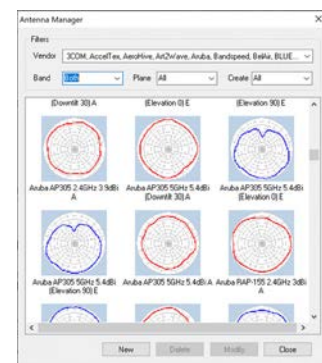 Antenna Manager
Filters
Vendor 3COM, AccelTex, AeroHive, Art2Wave, Aruba, Bandspeed, BelAir, BLUE...
Band Both Plane All Create All
(Downtilt 30) A (Elevation 0) E (Elevation 90) E
Aruba AP305 2.4GHz 3.9dBi A
Aruba AP305 5GHz 5.4dBi (Downtilt 30) A
Aruba AP305 5GHz 5.4dBi (Elevation 0) E
Aruba AP305 5GHz 5.4dBi (Elevation 90) E
Aruba AP305 5GHz 5.4dBi A
Aruba RAP-155 2.4GHz 3dBi A
New Delete Modify Close